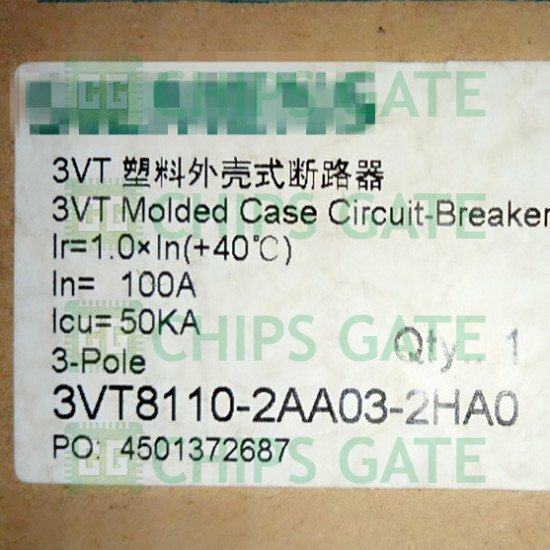 CHIPS GATE
3VT 塑料外壳式断路器
3VT Molded Case Circuit-Breaker
Ir=1.0×In(+40℃)
In= 100A
Icu=50KA
CHIPS GATE
Qty.: 1
3-Pole
3VT8110-2AA03-2HA0
PO: 4501372687
CHIPS GATE